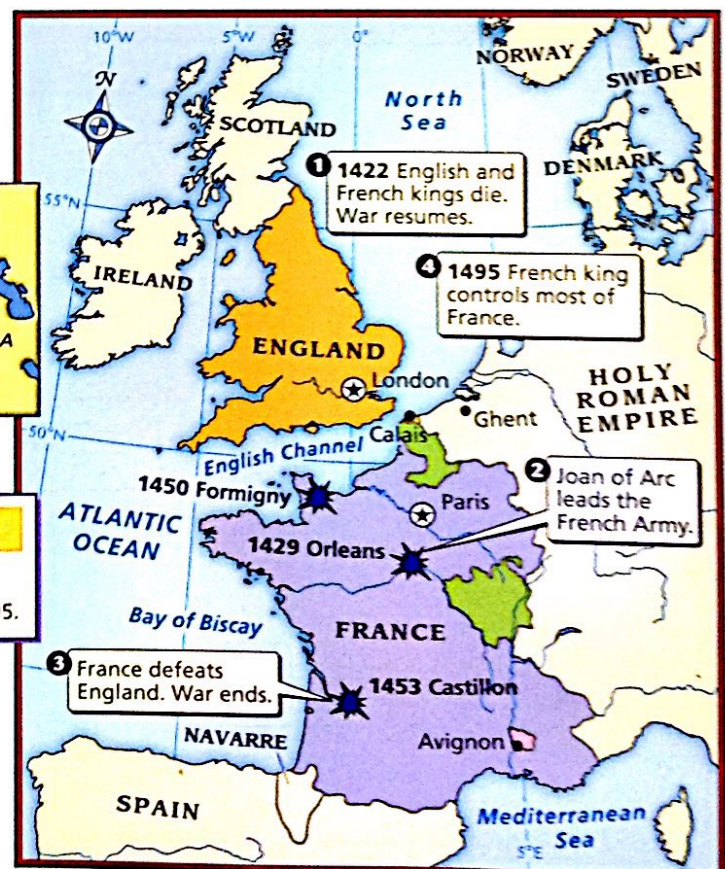 10°W
5°W
0°
N
NORWAY
SWEDEN
North
Sea
SCOTLAND
DENMARK
1 1422 English and
French kings die.
War resumes.
55°N
IRELAND
4 1495 French king
controls most of
France.
A
ENGLAND
London
HOLY
ROMAN
EMPIRE
Ghent
Calais
50°N
English Channel
1450 Formigny
2 Joan of Arc
leads the
French Army.
Paris
ATLANTIC
OCEAN
1429 Orleans
5.
Bay of Biscay
FRANCE
3 France defeats
England. War ends.
1453 Castillon
NAVARRE
Avignon
SPAIN
Mediterranean
Sea
5°E